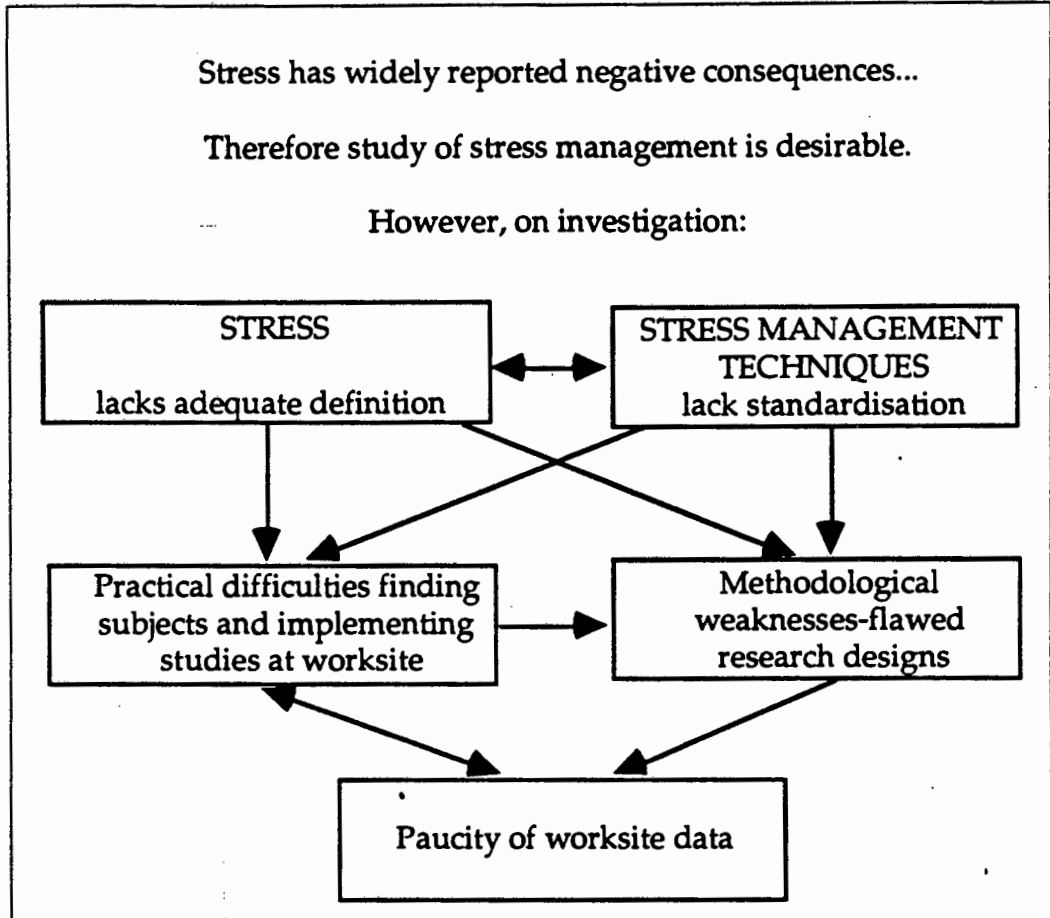 Stress has widely reported negative consequences...
Therefore study of stress management is desirable.
However, on investigation:
STRESS
lacks adequate definition
STRESS MANAGEMENT
TECHNIQUES
lack standardisation
Practical difficulties finding
subjects and implementing
studies at worksite
Methodological
weaknesses-flawed
research designs
Paucity of worksite data